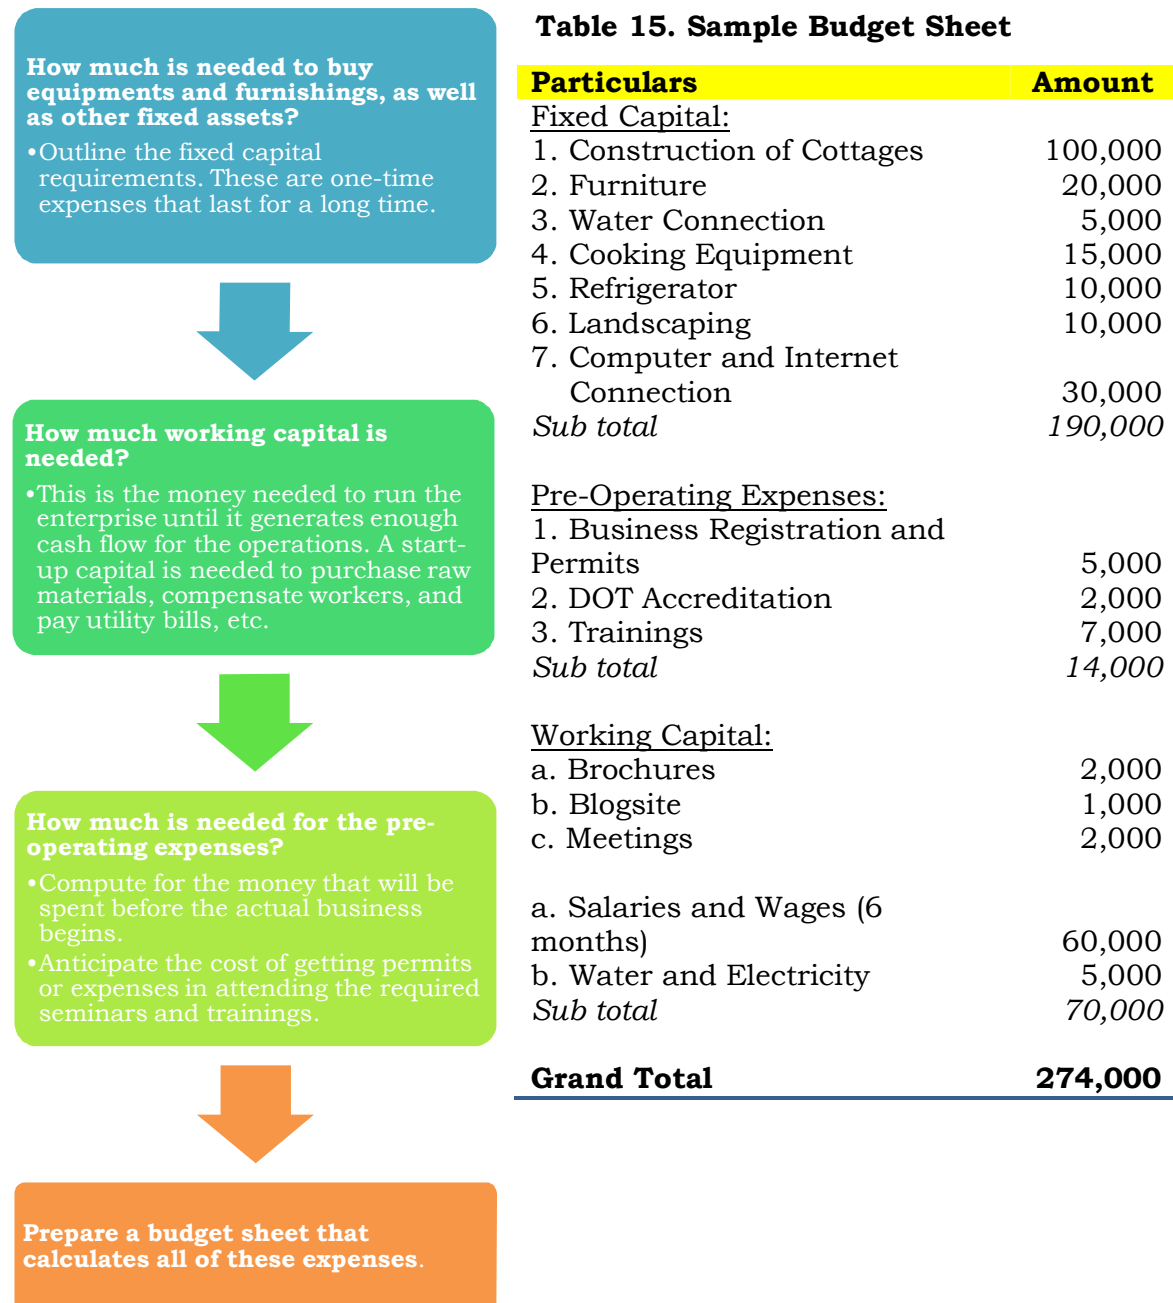 How much is needed to buy
equipments and furnishings, as well
as other fixed assets?
•Outline the fixed capital
requirements. These are one-time
expenses that last for a long time.
How much working capital is
needed?
•This is the money needed to run the
enterprise until it generates enough
cash flow for the operations. A start-
up capital is needed to purchase raw
materials, compensate workers, and
pay utility bills, etc.
How much is needed for the pre-
operating expenses?
•Compute for the money that will be
spent before the actual business
begins.
•Anticipate the cost of getting permits
or expenses in attending the required
seminars and trainings.
Prepare a budget sheet that
calculates all of these expenses.
Table 15. Sample Budget Sheet
Particulars Amount
Fixed Capital:
1. Construction of Cottages 100,000
2. Furniture 20,000
3. Water Connection 5,000
4. Cooking Equipment 15,000
5. Refrigerator 10,000
6. Landscaping 10,000
7. Computer and Internet
Connection 30,000
Sub total 190,000
Pre-Operating Expenses:
1. Business Registration and
Permits 5,000
2. DOT Accreditation 2,000
3. Trainings 7,000
Sub total 14,000
Working Capital:
a. Brochures 2,000
b. Blogsite 1,000
c. Meetings 2,000
a. Salaries and Wages (6
months) 60,000
b. Water and Electricity 5,000
Sub total 70,000
Grand Total 274,000